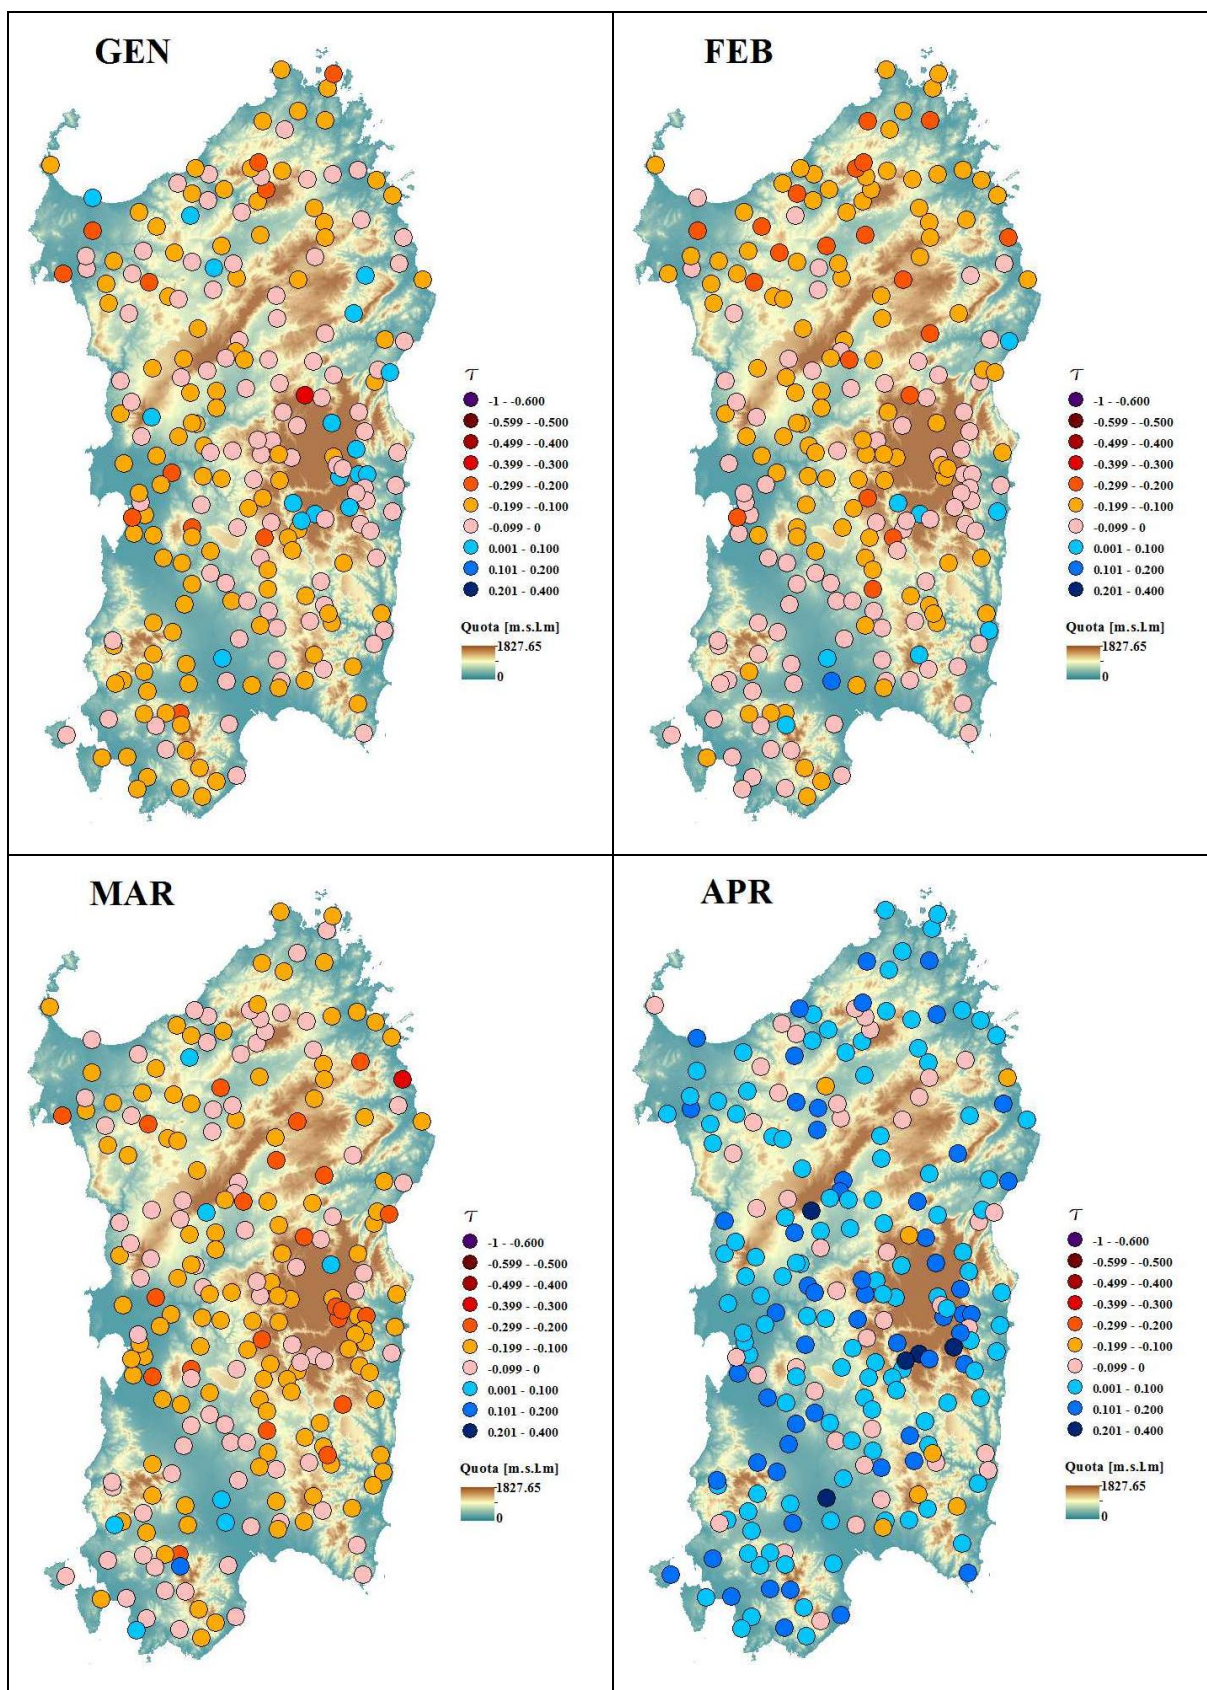 GEN
τ
-1 - -0.600
-0.599 - -0.500
-0.499 - -0.400
-0.399 - -0.300
-0.299 - -0.200
-0.199 - -0.100
-0.099 - 0
0.001 - 0.100
0.101 - 0.200
0.201 - 0.400
Quota [m.s.l.m]
1827.65
-
0
FEB
τ
-1 - -0.600
-0.599 - -0.500
-0.499 - -0.400
-0.399 - -0.300
-0.299 - -0.200
-0.199 - -0.100
-0.099 - 0
0.001 - 0.100
0.101 - 0.200
0.201 - 0.400
Quota [m.s.l.m]
1827.65
-
0
MAR
τ
-1 - -0.600
-0.599 - -0.500
-0.499 - -0.400
-0.399 - -0.300
-0.299 - -0.200
-0.199 - -0.100
-0.099 - 0
0.001 - 0.100
0.101 - 0.200
0.201 - 0.400
Quota [m.s.l.m]
1827.65
-
0
APR
τ
-1 - -0.600
-0.599 - -0.500
-0.499 - -0.400
-0.399 - -0.300
-0.299 - -0.200
-0.199 - -0.100
-0.099 - 0
0.001 - 0.100
0.101 - 0.200
0.201 - 0.400
Quota [m.s.l.m]
1827.65
-
0